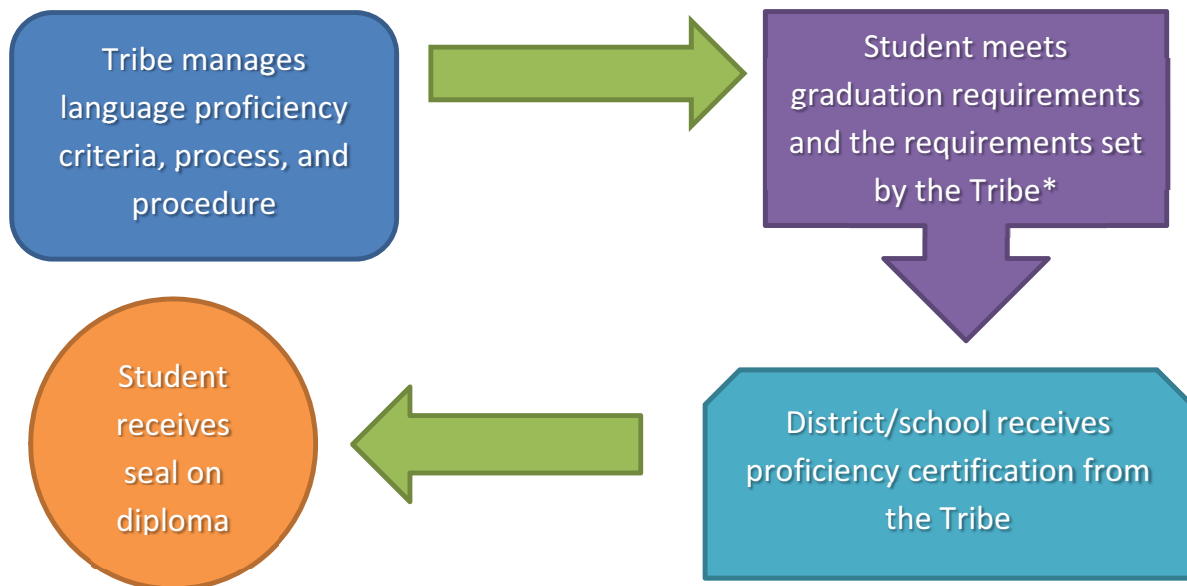 Tribe manages
language proficiency
criteria, process, and
procedure
Student meets
graduation requirements
and the requirements set
by the Tribe*
District/school receives
proficiency certification from
the Tribe
Student
receives
seal on
diploma